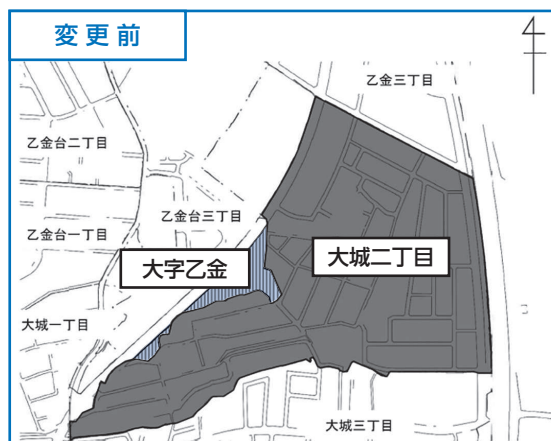 変更前
乙金三丁目
乙金台二丁目
乙金台三丁目
乙金台一丁目
大字乙金
大城二丁目
大城一丁目
大城三丁目